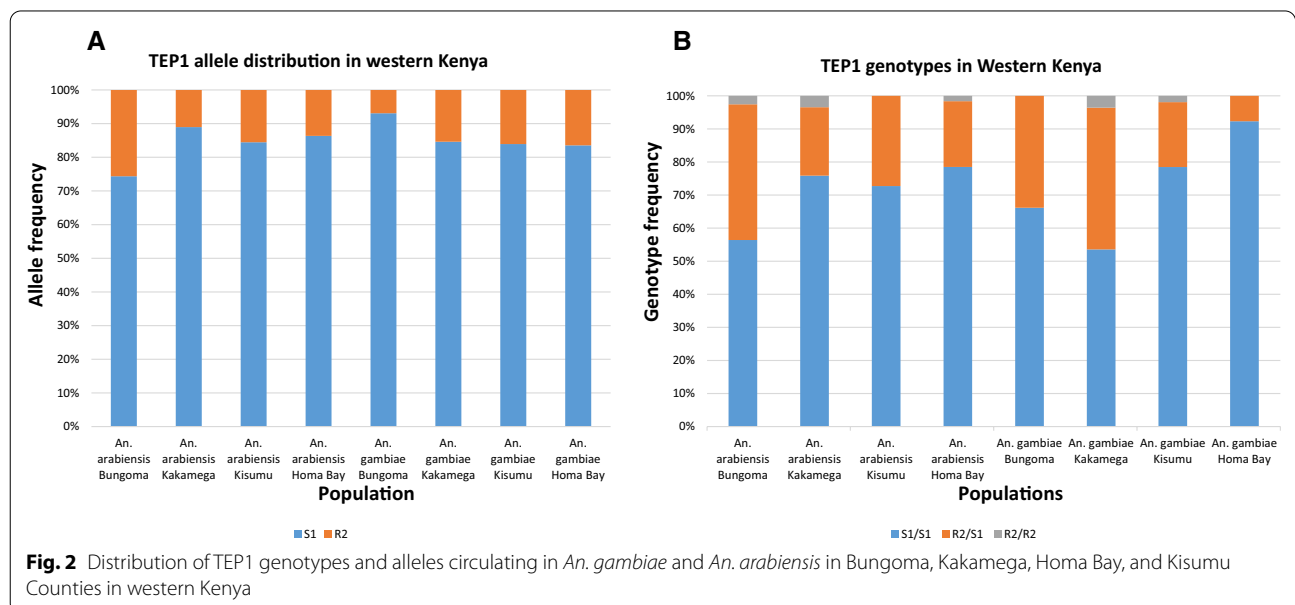 A
TEP1 allele distribution in western Kenya
100%
90%
80%
70%
60%
50%
40%
30%
20%
10%
0%
Allele frequency
An. An. An. An. An. An. An. An.
arabiensis arabiensis arabiensis arabiensis gambiae gambiae gambiae gambiae
Bungoma Kakamega Kisumu Homa Bay Bungoma Kakamega Kisumu Homa Bay
Population
S1 R2
B
TEP1 genotypes in Western Kenya
100%
90%
80%
70%
60%
50%
40%
30%
20%
10%
0%
Genotype frequency
An. An. An. An. An. gambiae An. gambiae An. gambiae An. gambiae
arabiensis arabiensis arabiensis arabiensis Bungoma Kakamega Kisumu Homa Bay
Bungoma Kakamega Kisumu Homa Bay
Populations
S1/S1 R2/S1 R2/R2
Fig. 2 Distribution of TEP1 genotypes and alleles circulating in An. gambiae and An. arabiensis in Bungoma, Kakamega, Homa Bay, and Kisumu
Counties in western Kenya